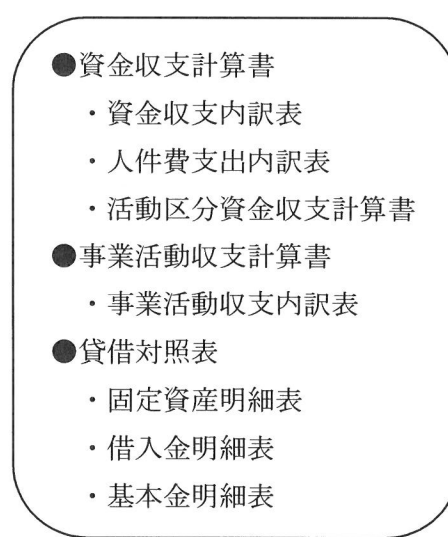 ●資金収支計算書
・資金収支内訳表
・人件費支出内訳表
・活動区分資金収支計算書
●事業活動収支計算書
・事業活動収支内訳表
●貸借対照表
・固定資産明細表
・借入金明細表
・基本金明細表